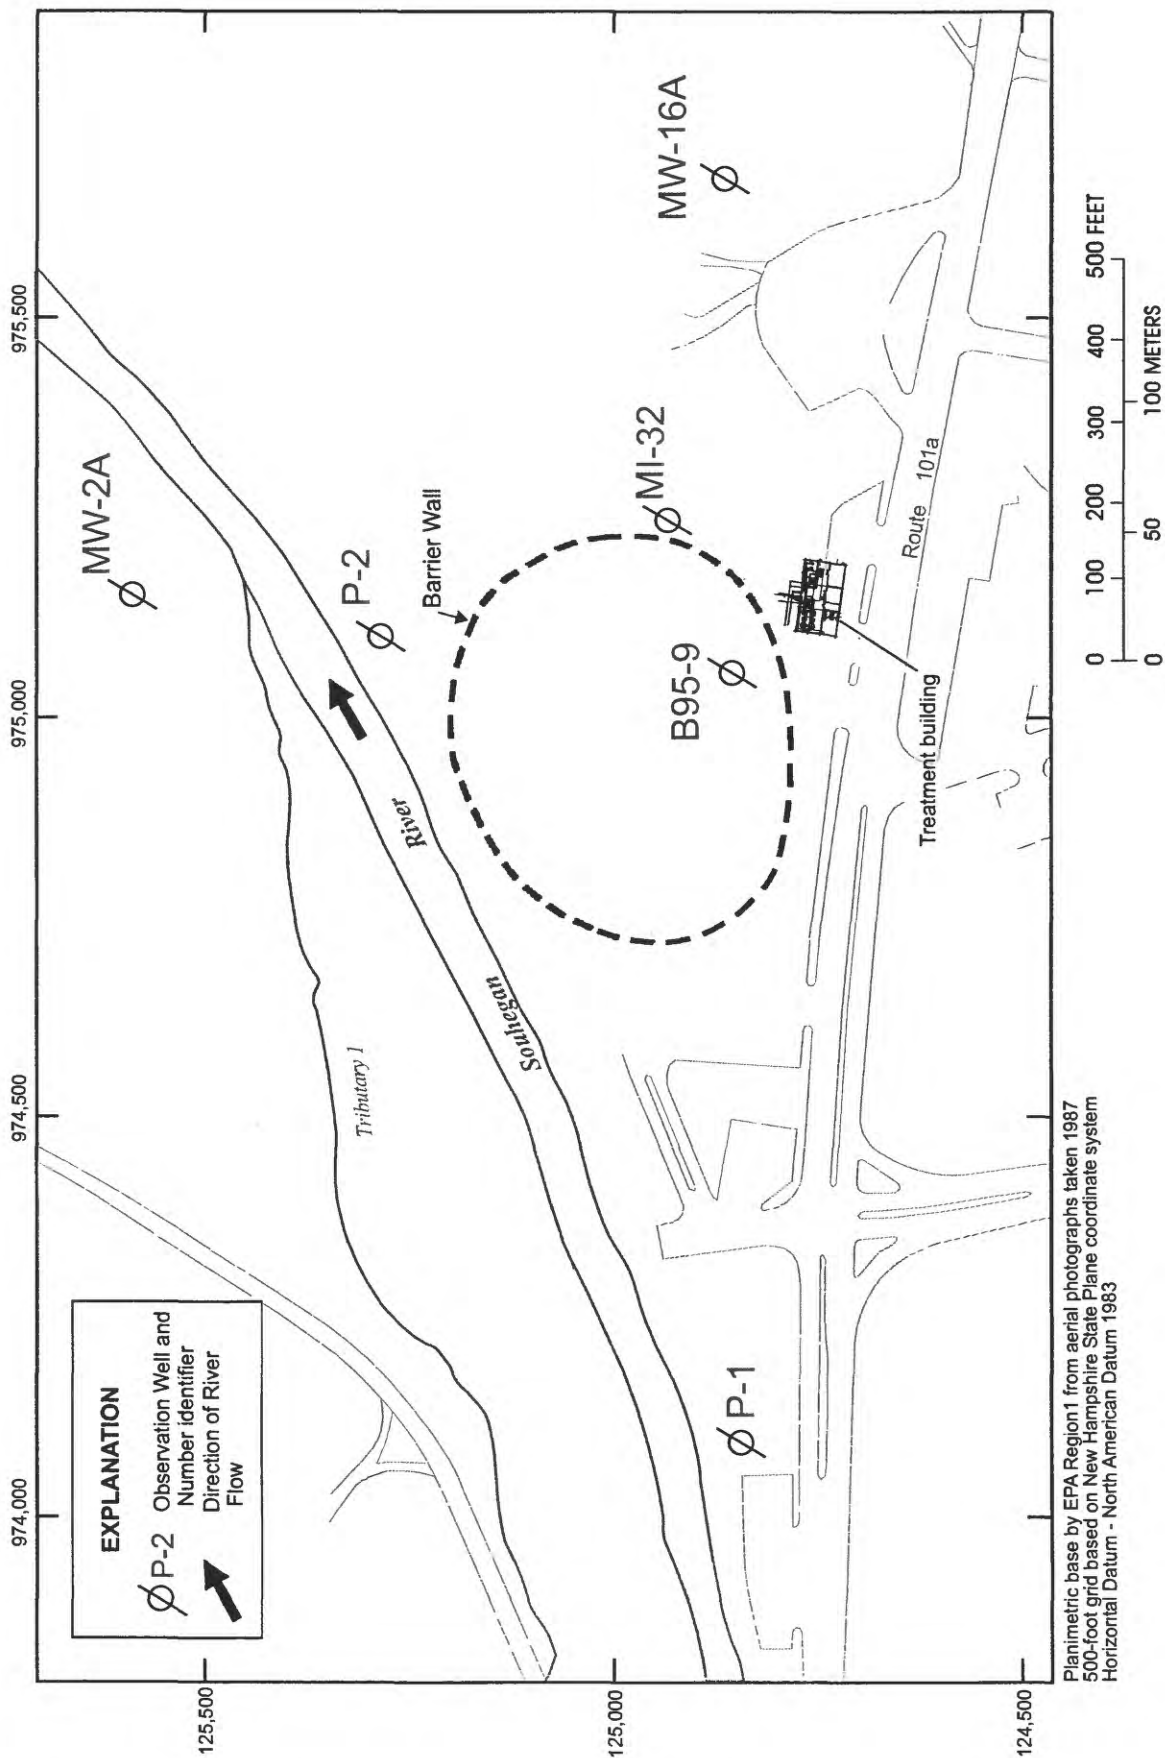 974,000
974,500
975,000
975,500
125,500
125,000
124,500
EXPLANATION
P-2 Observation Well and
Number identifier
Direction of River
Flow
MW-2A
P-2
Barrier Wall
MI-32
MW-16A
B95-9
P-1
Tributary 1
Souhegan
River
Route 101a
Treatment building
0 100 200 300 400 500 FEET
0 50 100 METERS
Planimetric base by EPA Region1 from aerial photographs taken 1987
500-foot grid based on New Hampshire State Plane coordinate system
Horizontal Datum - North American Datum 1983